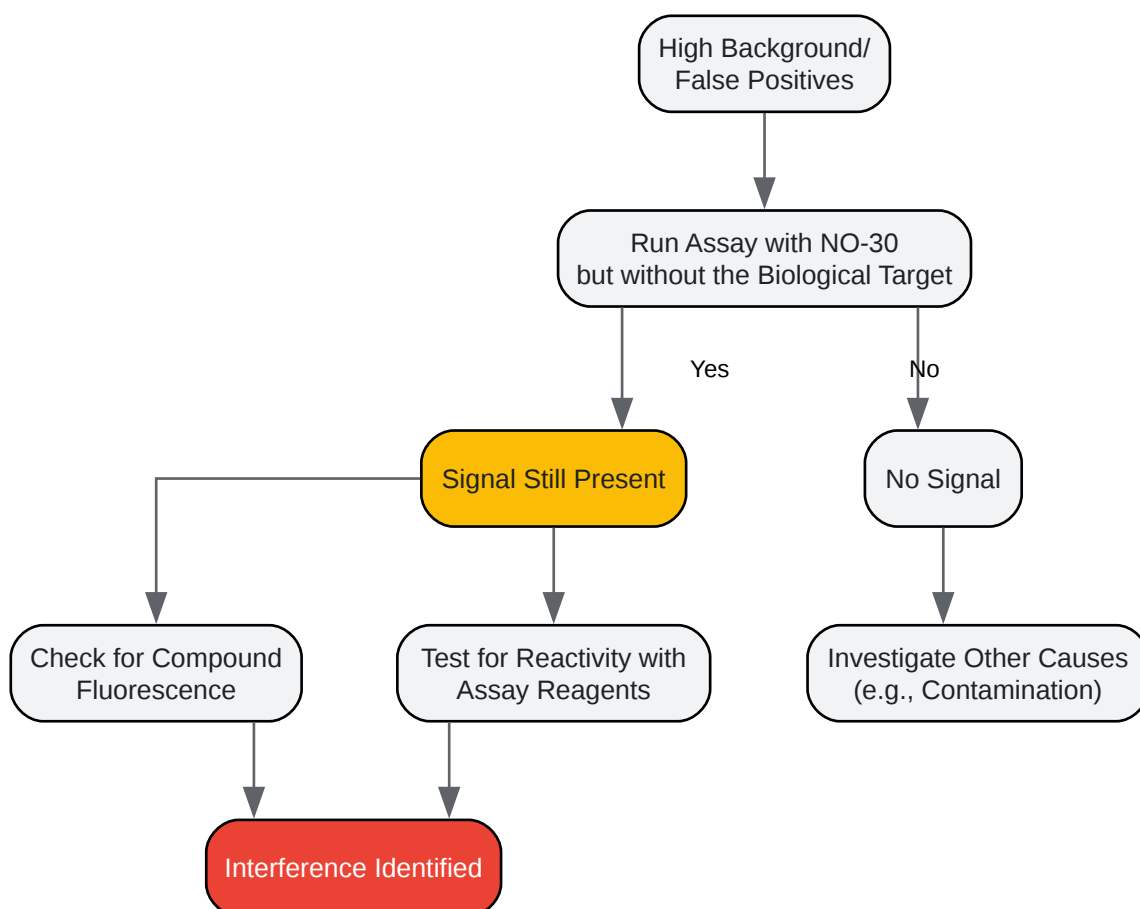 High Background/
False Positives
Run Assay with NO-30
but without the Biological Target
Yes
No
Signal Still Present
No Signal
Check for Compound
Fluorescence
Test for Reactivity with
Assay Reagents
Investigate Other Causes
(e.g., Contamination)
Interference Identified